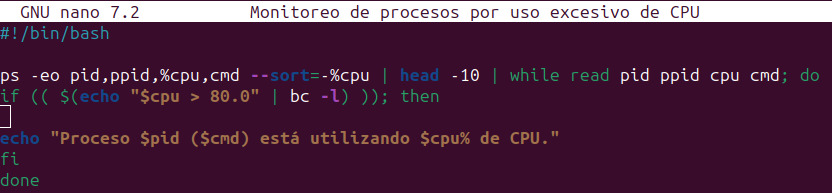 GNU nano 7.2 Monitoreo de procesos por uso excesivo de CPU
#!/bin/bash
ps -eo pid,ppid,%cpu,cmd --sort=-%cpu | head -10 | while read pid ppid cpu cmd; do
if (( $(echo "$cpu > 80.0" | bc -l) )); then
echo "Proceso $pid ($cmd) está utilizando $cpu% de CPU."
fi
done